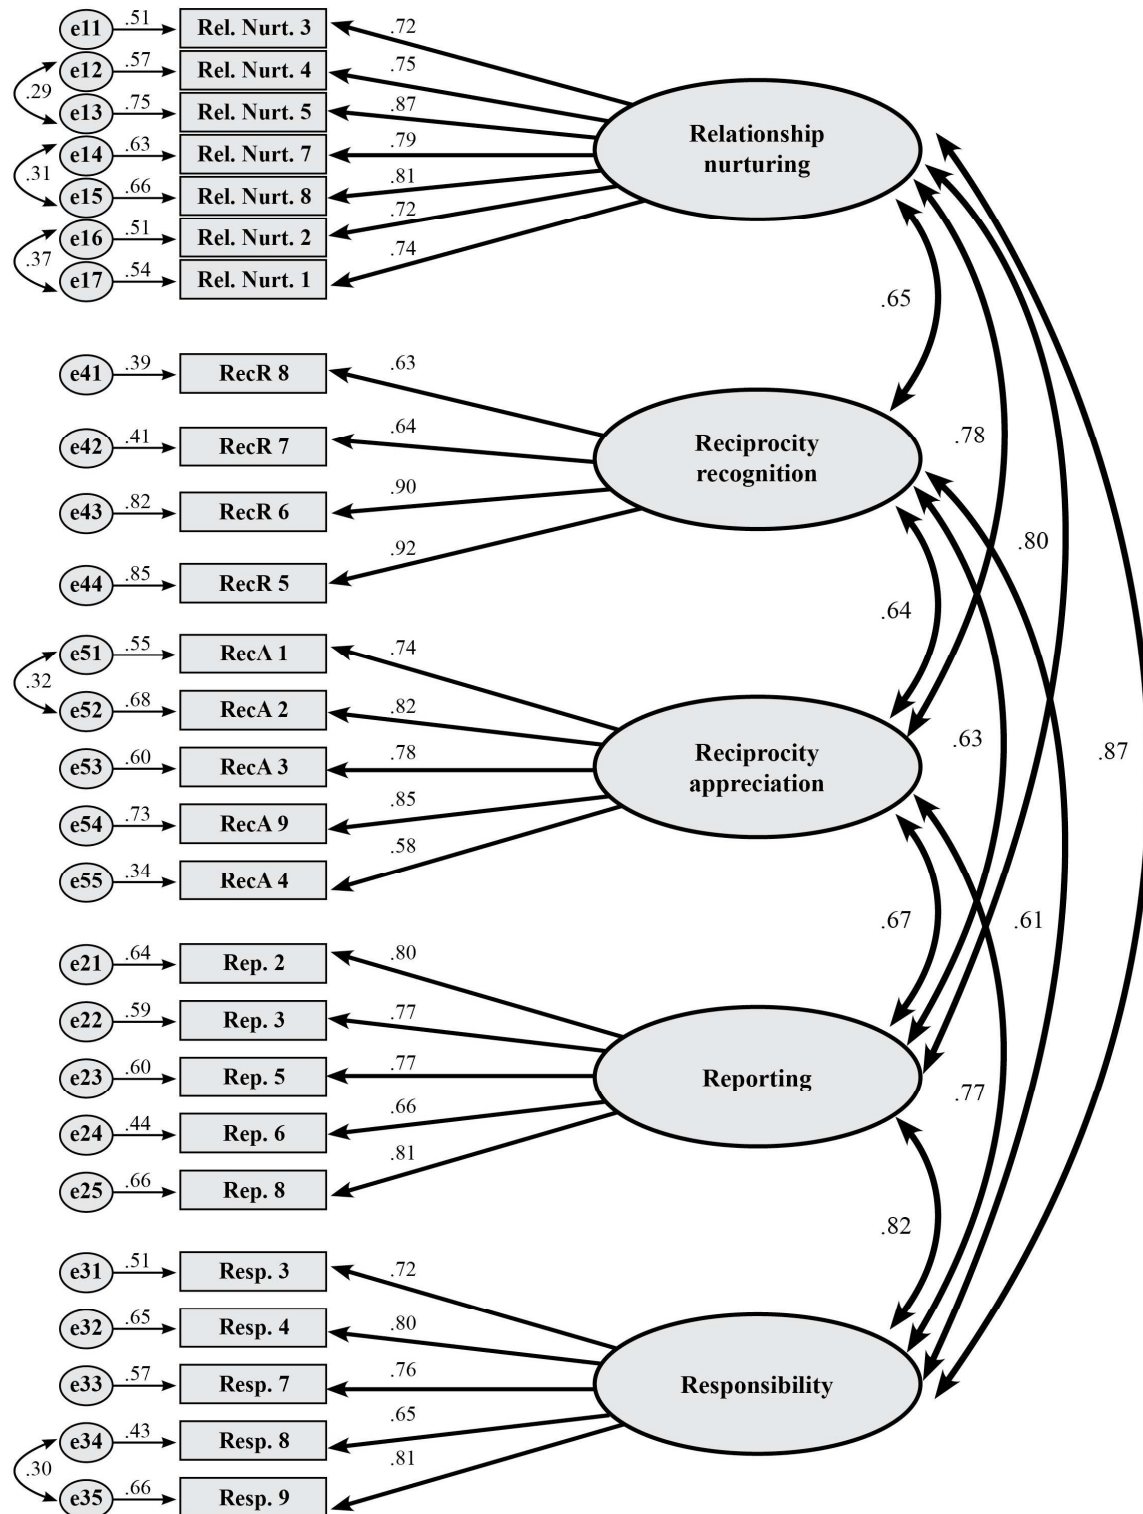 e11 .51 Rel. Nurt. 3 .72
e12 .57 Rel. Nurt. 4 .75
.29
e13 .75 Rel. Nurt. 5 .87
e14 .63 Rel. Nurt. 7 .79
.31
e15 .66 Rel. Nurt. 8 .81
e16 .51 Rel. Nurt. 2 .72
.37
e17 .54 Rel. Nurt. 1 .74
Relationship
nurturing
.65
e41 .39 RecR 8 .63
e42 .41 RecR 7 .64
e43 .82 RecR 6 .90
e44 .85 RecR 5 .92
Reciprocity
recognition
.78
.80
.64
e51 .55 RecA 1 .74
.32
e52 .68 RecA 2 .82
e53 .60 RecA 3 .78
e54 .73 RecA 9 .85
e55 .34 RecA 4 .58
Reciprocity
appreciation
.63
.87
.67
.61
e21 .64 Rep. 2 .80
e22 .59 Rep. 3 .77
e23 .60 Rep. 5 .77
e24 .44 Rep. 6 .66
e25 .66 Rep. 8 .81
Reporting
.77
.82
e31 .51 Resp. 3 .72
e32 .65 Resp. 4 .80
e33 .57 Resp. 7 .76
e34 .43 Resp. 8 .65
.30
e35 .66 Resp. 9 .81
Responsibility